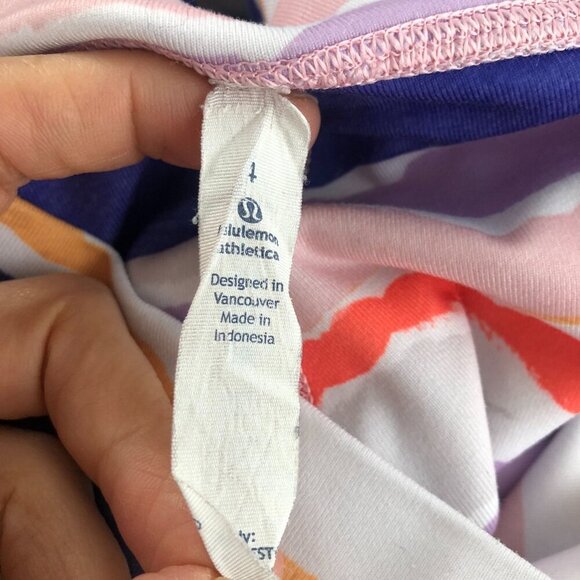 4
lululemon
athletica
Designed in
Vancouver
Made in
Indonesia